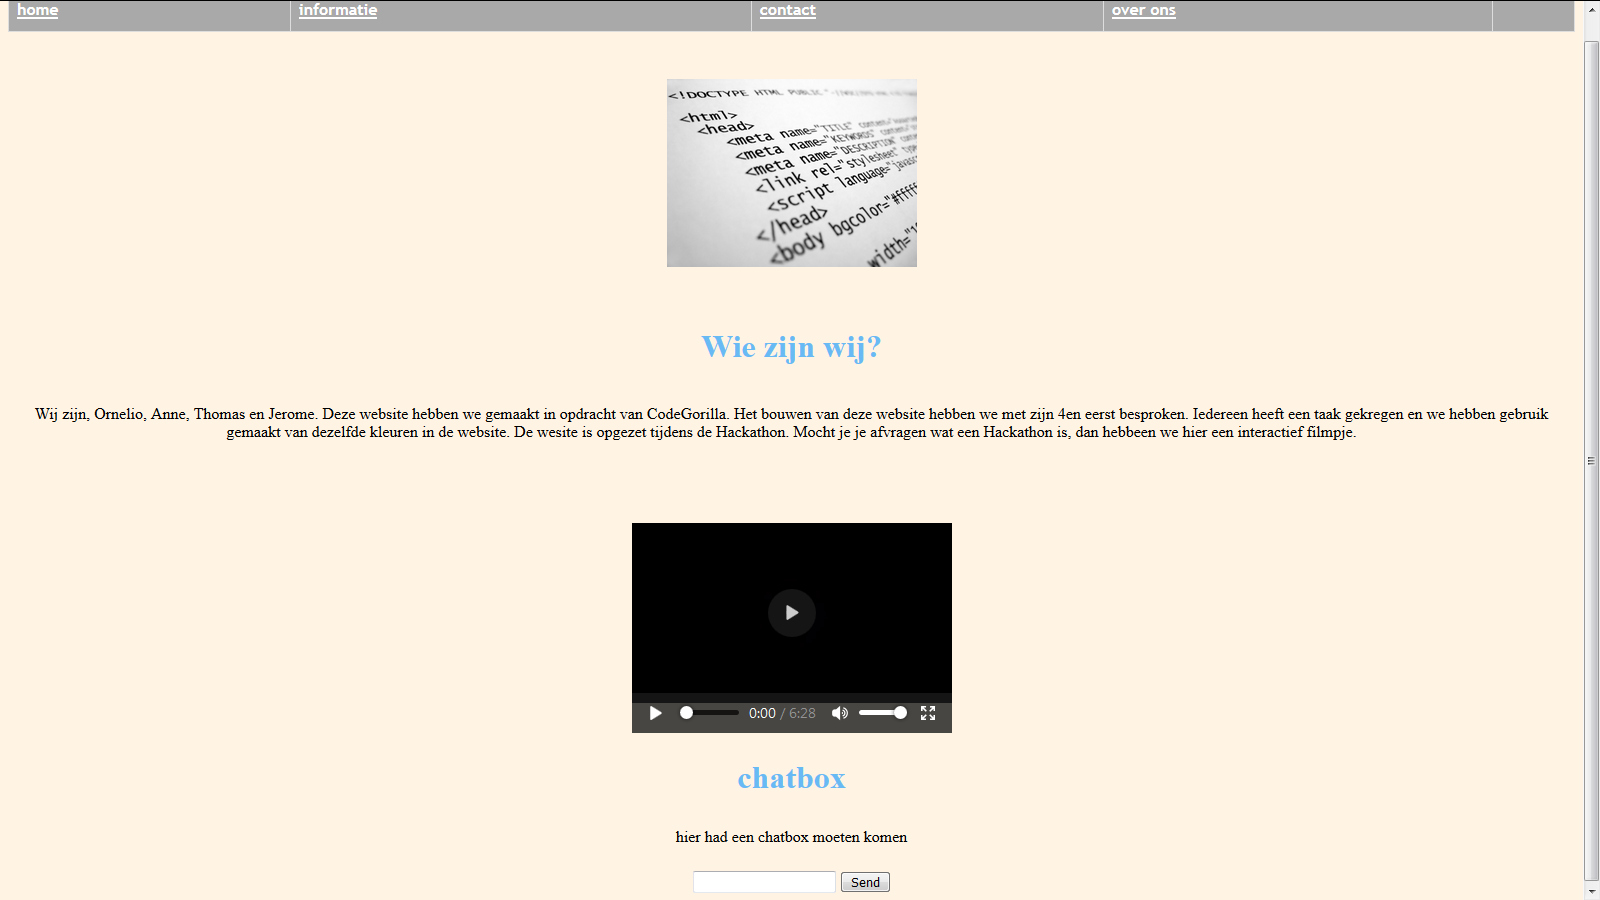 home
informatie
contact
over ons
<!DOCTYPE HTML PUBLIC
<html>
<head>
<meta name="TITLE"
<meta name="KEYWORDS"
<meta name="DESCRIPTION"
<link rel="stylesheet"
<script language="javasc
</head>
<body bgcolor="#fffff
width="1
Wie zijn wij?
Wij zijn, Ornelio, Anne, Thomas en Jerome. Deze website hebben we gemaakt in opdracht van CodeGorilla. Het bouwen van deze website hebben we met zijn 4en eerst besproken. Iedereen heeft een taak gekregen en we hebben gebruik
gemaakt van dezelfde kleuren in de website. De wesite is opgezet tijdens de Hackathon. Mocht je je afvragen wat een Hackathon is, dan hebbeen we hier een interactief filmpje.
0:00 / 6:28
chatbox
hier had een chatbox moeten komen
Send